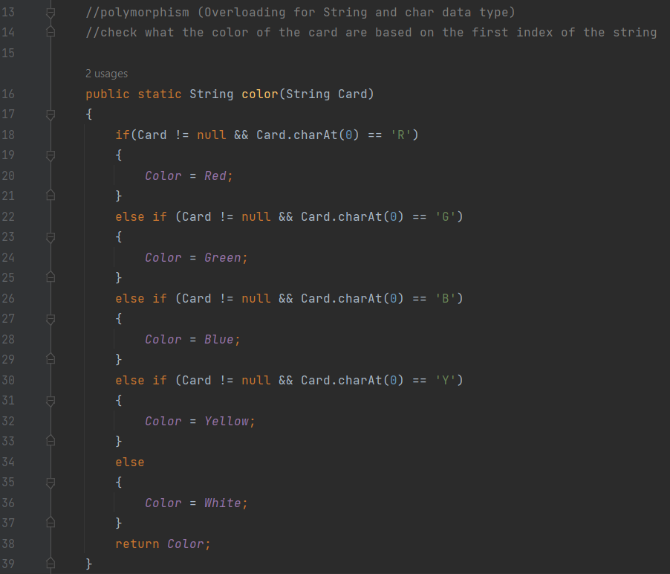 13 //polymorphism (Overloading for String and char data type)
14 //check what the color of the card are based on the first index of the string
15
2 usages
16 public static String color(String Card)
17 {
18 if(Card != null && Card.charAt(0) == 'R')
19 {
20 Color = Red;
21 }
22 else if (Card != null && Card.charAt(0) == 'G')
23 {
24 Color = Green;
25 }
26 else if (Card != null && Card.charAt(0) == 'B')
27 {
28 Color = Blue;
29 }
30 else if (Card != null && Card.charAt(0) == 'Y')
31 {
32 Color = Yellow;
33 }
34 else
35 {
36 Color = White;
37 }
38 return Color;
39 }